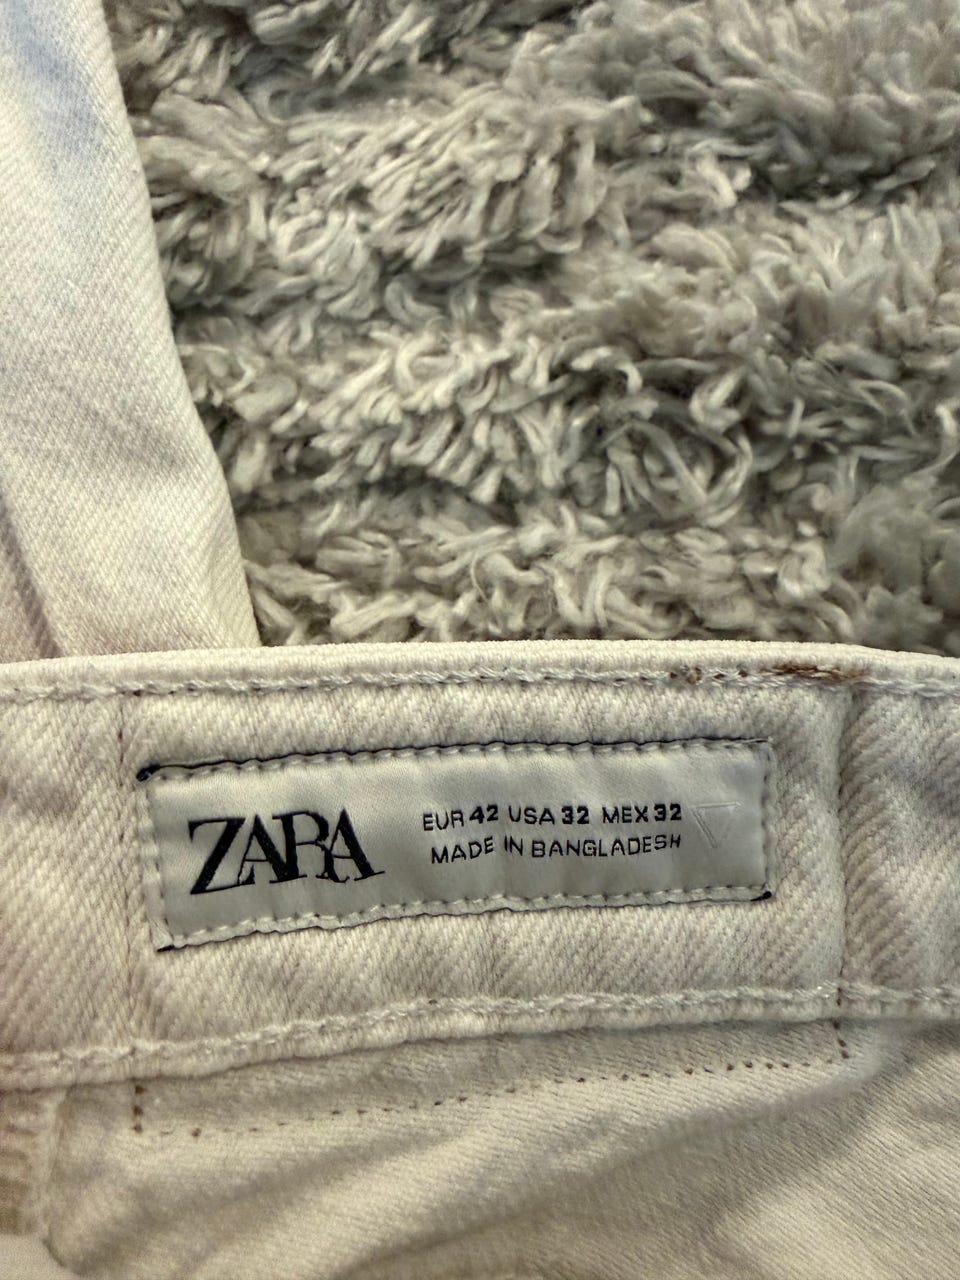 ZARA
EUR 42 USA 32 MEX 32
MADE IN BANGLADESH